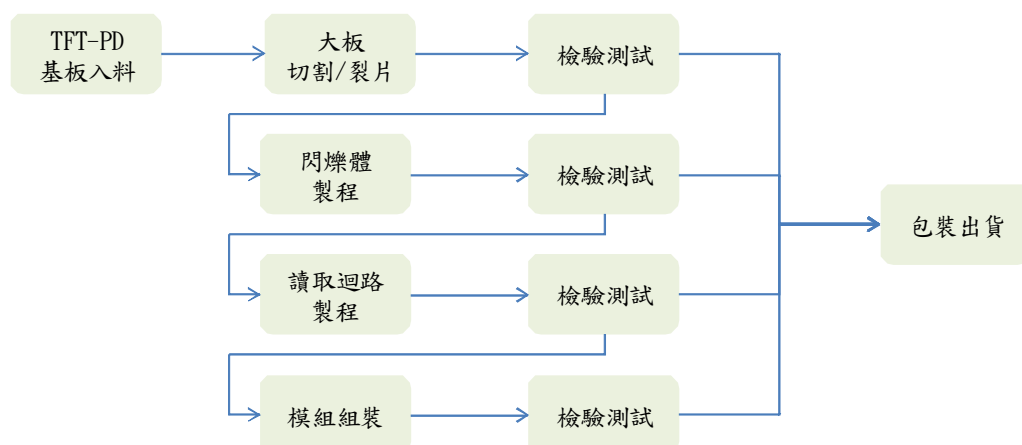 TFT-PD
基板入料
大板
切割/裂片
檢驗測試
閃爍體
製程
檢驗測試
包裝出貨
讀取迴路
製程
檢驗測試
模組組裝
檢驗測試